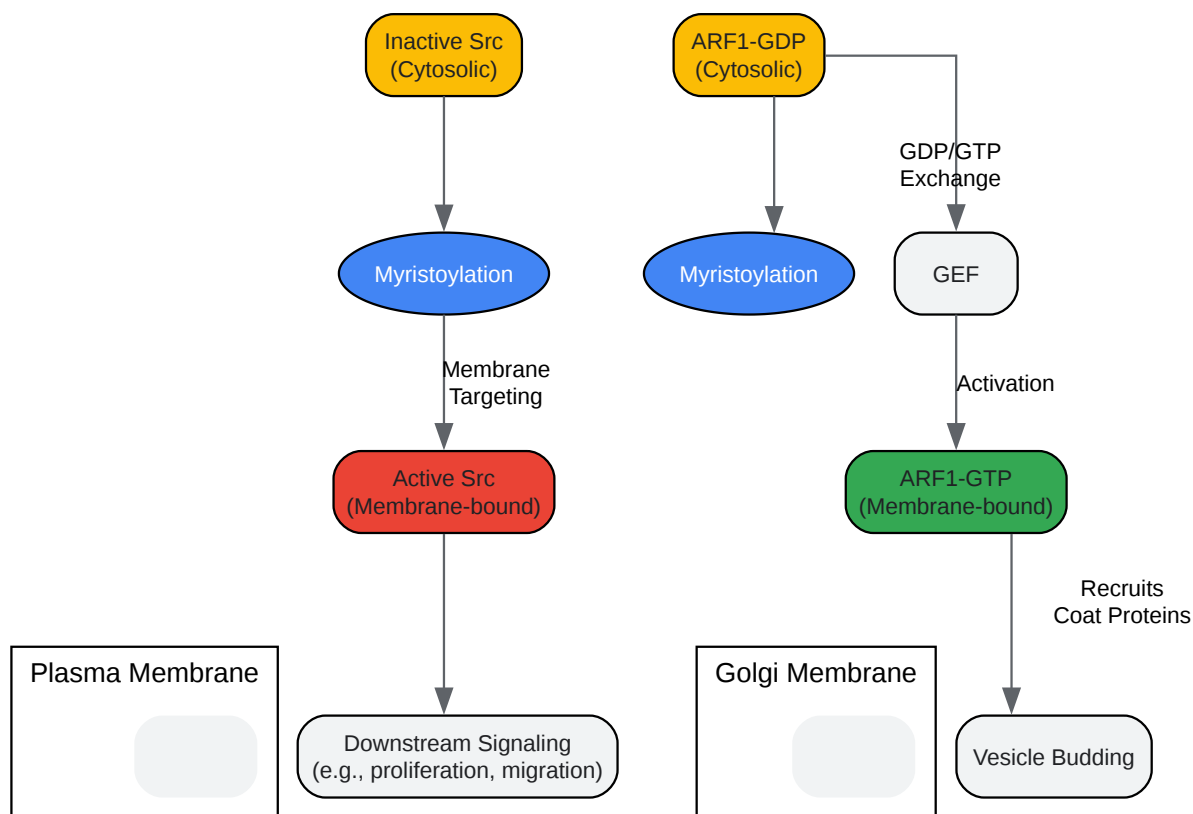 Inactive Src
(Cytosolic)
ARF1-GDP
(Cytosolic)
GDP/GTP
Exchange
Myristoylation
Myristoylation
GEF
Membrane
Targeting
Activation
Active Src
(Membrane-bound)
ARF1-GTP
(Membrane-bound)
Recruits
Coat Proteins
Plasma Membrane
Golgi Membrane
Downstream Signaling
(e.g., proliferation, migration)
Vesicle Budding